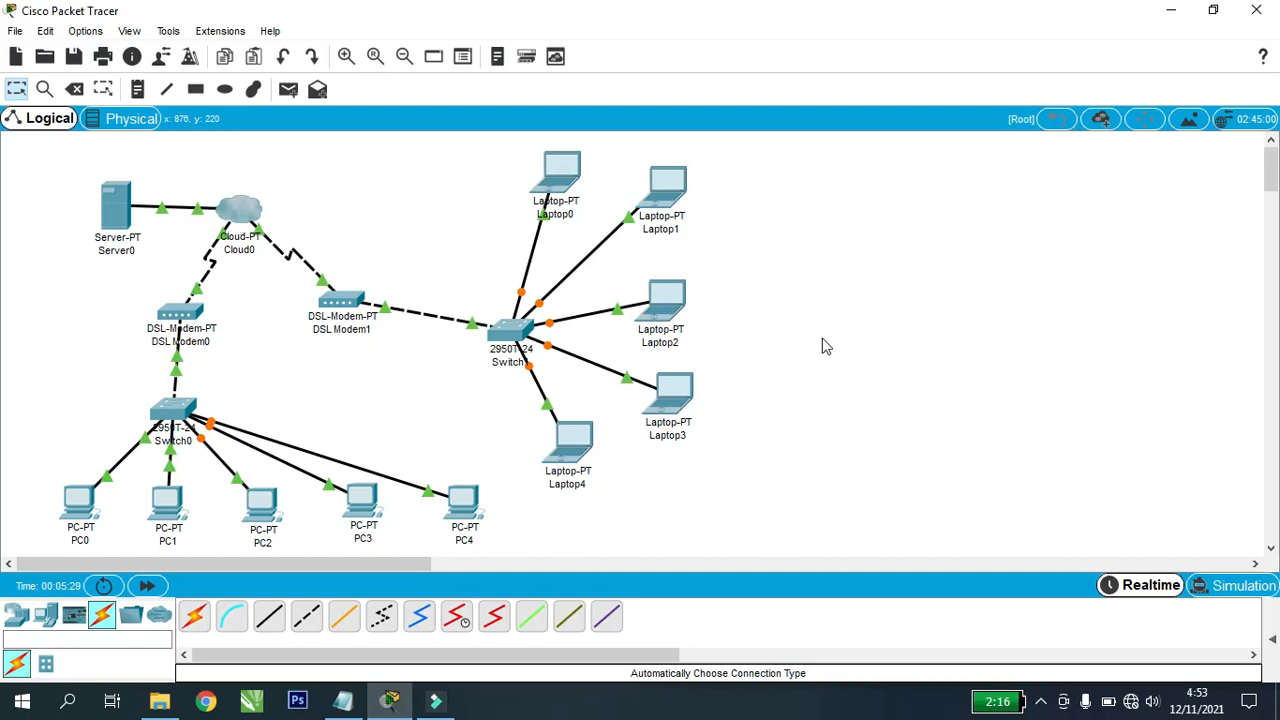 Cisco Packet Tracer
File Edit Options View Tools Extensions Help
?
Logical Physical x: 876, y: 220 [Root] 02:45:00
Server-PT
Server0
Cloud-PT
Cloud0
DSL-Modem-PT
DSL Modem0
DSL-Modem-PT
DSL Modem1
2950T-24
Switch0
2950T-24
Switch
Laptop-PT
Laptop0
Laptop-PT
Laptop1
Laptop-PT
Laptop2
Laptop-PT
Laptop3
Laptop-PT
Laptop4
PC-PT
PC0
PC-PT
PC1
PC-PT
PC2
PC-PT
PC3
PC-PT
PC4
Time: 00:05:29 Realtime Simulation
Automatically Choose Connection Type
Ps 2:16 4:53
12/11/2021